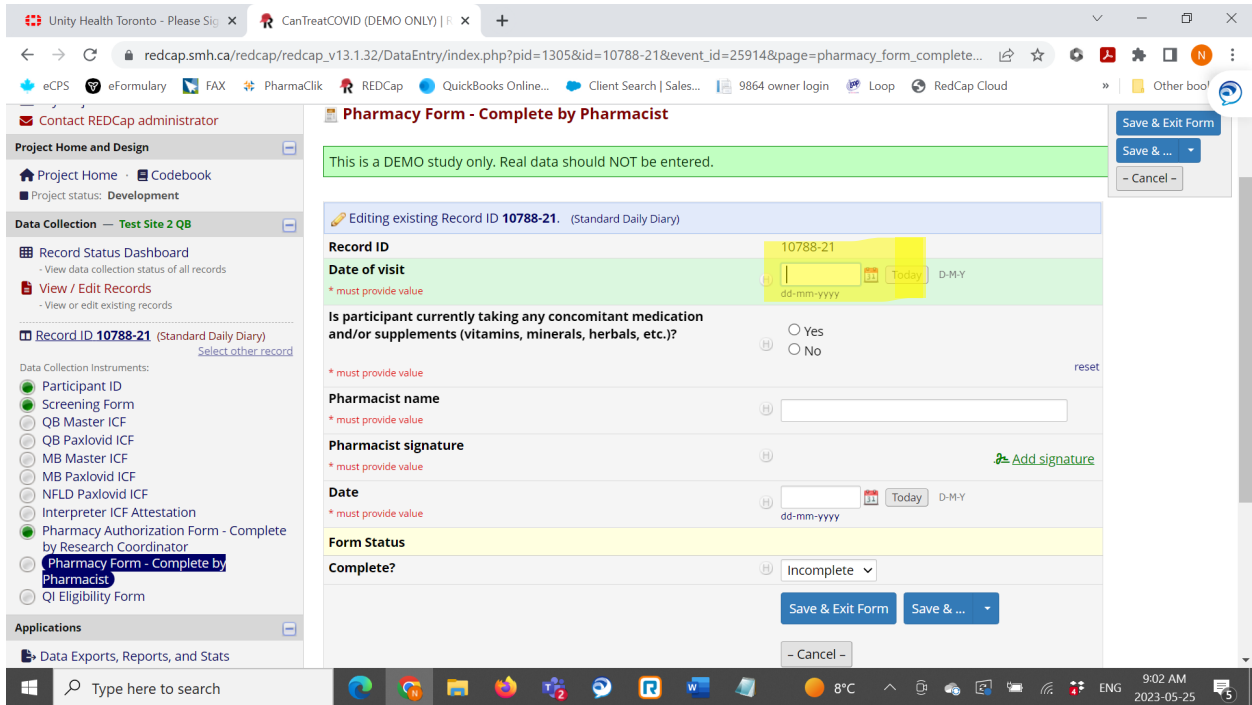 Unity Health Toronto - Please Sig
CanTreatCOVID (DEMO ONLY) | R
redcap.smh.ca/redcap/redcap_v13.1.32/DataEntry/index.php?pid=1305&id=10788-21&event_id=25914&page=pharmacy_form_complete...
N
eCPS
eFormulary
FAX
PharmaClik
REDCap
QuickBooks Online...
Client Search | Sales...
9864 owner login
Loop
RedCap Cloud
»
Other boo
Contact REDCap administrator
Project Home and Design
Project Home · Codebook
Project status: Development
Data Collection — Test Site 2 QB
Record Status Dashboard
- View data collection status of all records
View / Edit Records
- View or edit existing records
Record ID 10788-21 (Standard Daily Diary)
Select other record
Data Collection Instruments:
Participant ID
Screening Form
QB Master ICF
QB Paxlovid ICF
MB Master ICF
MB Paxlovid ICF
NFLD Paxlovid ICF
Interpreter ICF Attestation
Pharmacy Authorization Form - Complete
by Research Coordinator
Pharmacy Form - Complete by
Pharmacist
QI Eligibility Form
Applications
Data Exports, Reports, and Stats
Pharmacy Form - Complete by Pharmacist
This is a DEMO study only. Real data should NOT be entered.
Editing existing Record ID 10788-21. (Standard Daily Diary)
Record ID
10788-21
Date of visit
* must provide value
H
31
Today
D-M-Y
dd-mm-yyyy
Is participant currently taking any concomitant medication
and/or supplements (vitamins, minerals, herbals, etc.)?
* must provide value
H
Yes
No
reset
Pharmacist name
* must provide value
H
Pharmacist signature
* must provide value
H
Add signature
Date
* must provide value
H
31
Today
D-M-Y
dd-mm-yyyy
Form Status
Complete?
H
Incomplete
Save & Exit Form
Save & ...
– Cancel –
Save & Exit Form
Save & ...
– Cancel –
Type here to search
2
8°C
4
ENG
9:02 AM
2023-05-25
5